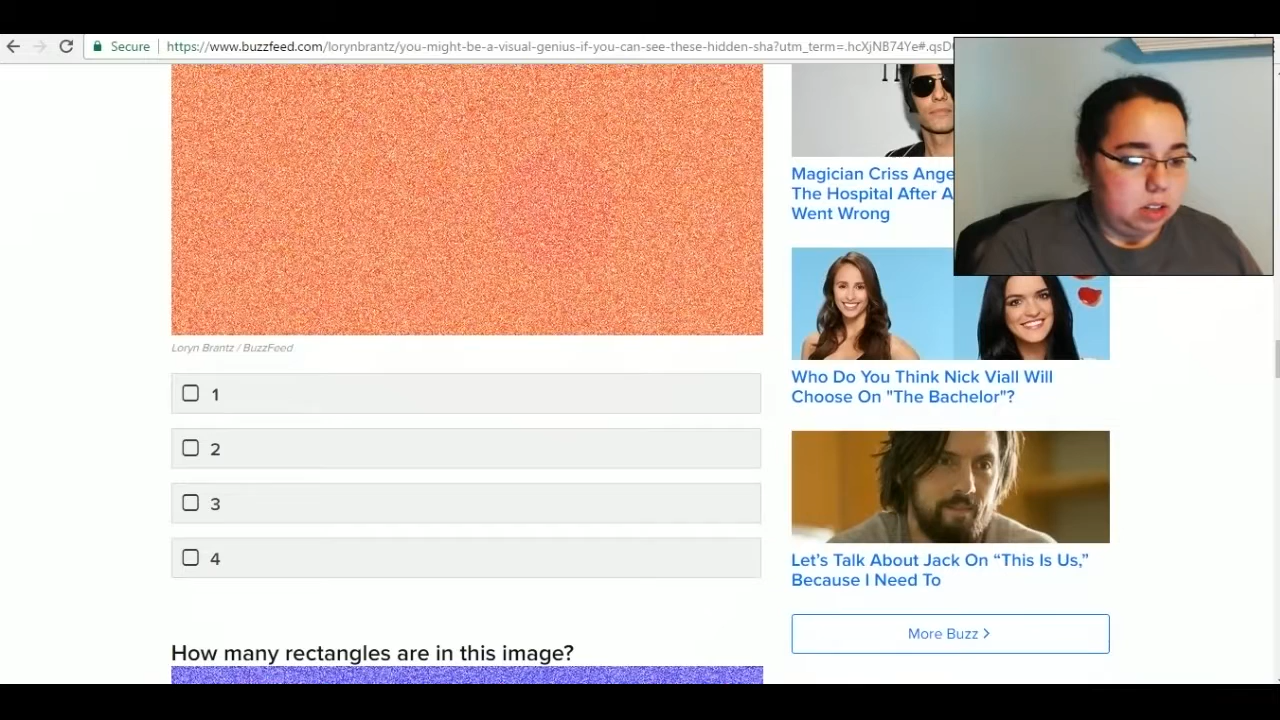 Secure
https://www.buzzfeed.com/lorynbrantz/you-might-be-a-visual-genius-if-you-can-see-these-hidden-sha?utm_term=.hcXjNB74Ye#.qsD
Magician Criss Ange
The Hospital After A
Went Wrong
Loryn Brantz / BuzzFeed
1
2
3
4
Who Do You Think Nick Viall Will
Choose On "The Bachelor"?
Let's Talk About Jack On “This Is Us,”
Because I Need To
More Buzz >
How many rectangles are in this image?